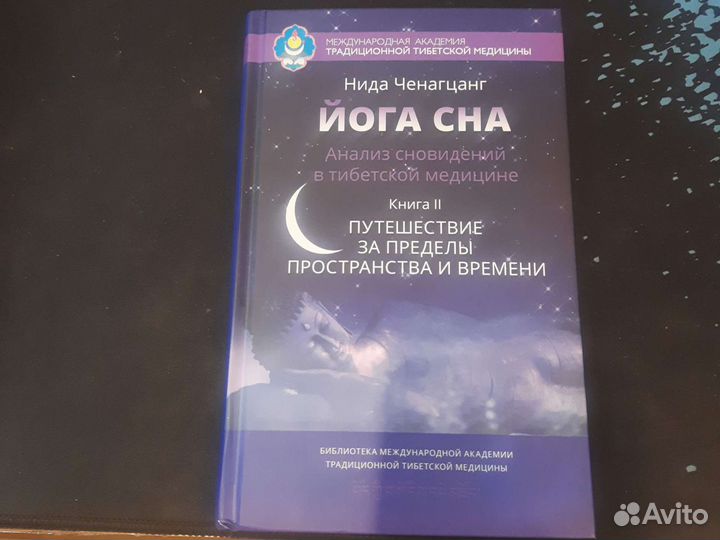 МЕЖДУНАРОДНАЯ АКАДЕМИЯ
ТРАДИЦИОННОЙ ТИБЕТСКОЙ МЕДИЦИНЫ
Нида Ченагцанг
ЙОГА СНА
Анализ сновидений
в тибетской медицине
Книга II
ПУТЕШЕСТВИЕ
ЗА ПРЕДЕЛЫ
ПРОСТРАНСТВА И ВРЕМЕНИ
БИБЛИОТЕКА МЕЖДУНАРОДНОЙ АКАДЕМИИ
ТРАДИЦИОННОЙ ТИБЕТСКОЙ МЕДИЦИНЫ
Avito